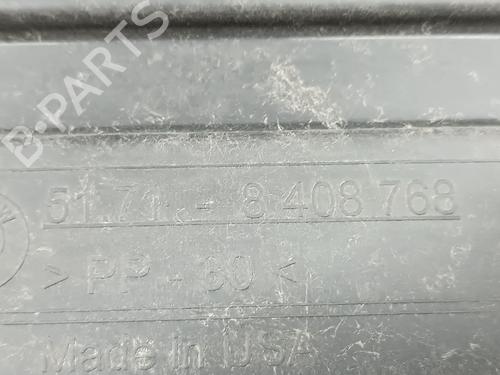 B-PARTS
51.71 - 8 408 768
> PP - 60 <
Made in USA